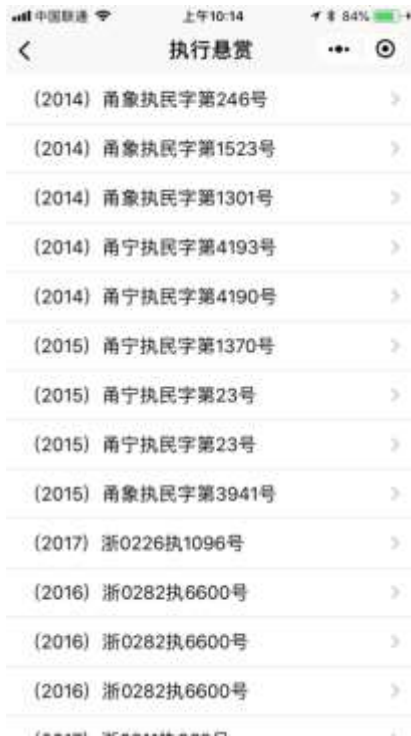 中国联通 上午10:14 84%
执行悬赏
(2014) 甬象执民字第246号
(2014) 甬象执民字第1523号
(2014) 甬象执民字第1301号
(2014) 甬宁执民字第4193号
(2014) 甬宁执民字第4190号
(2015) 甬宁执民字第1370号
(2015) 甬宁执民字第23号
(2015) 甬宁执民字第23号
(2015) 甬象执民字第3941号
(2017) 浙0226执1096号
(2016) 浙0282执6600号
(2016) 浙0282执6600号
(2016) 浙0282执6600号